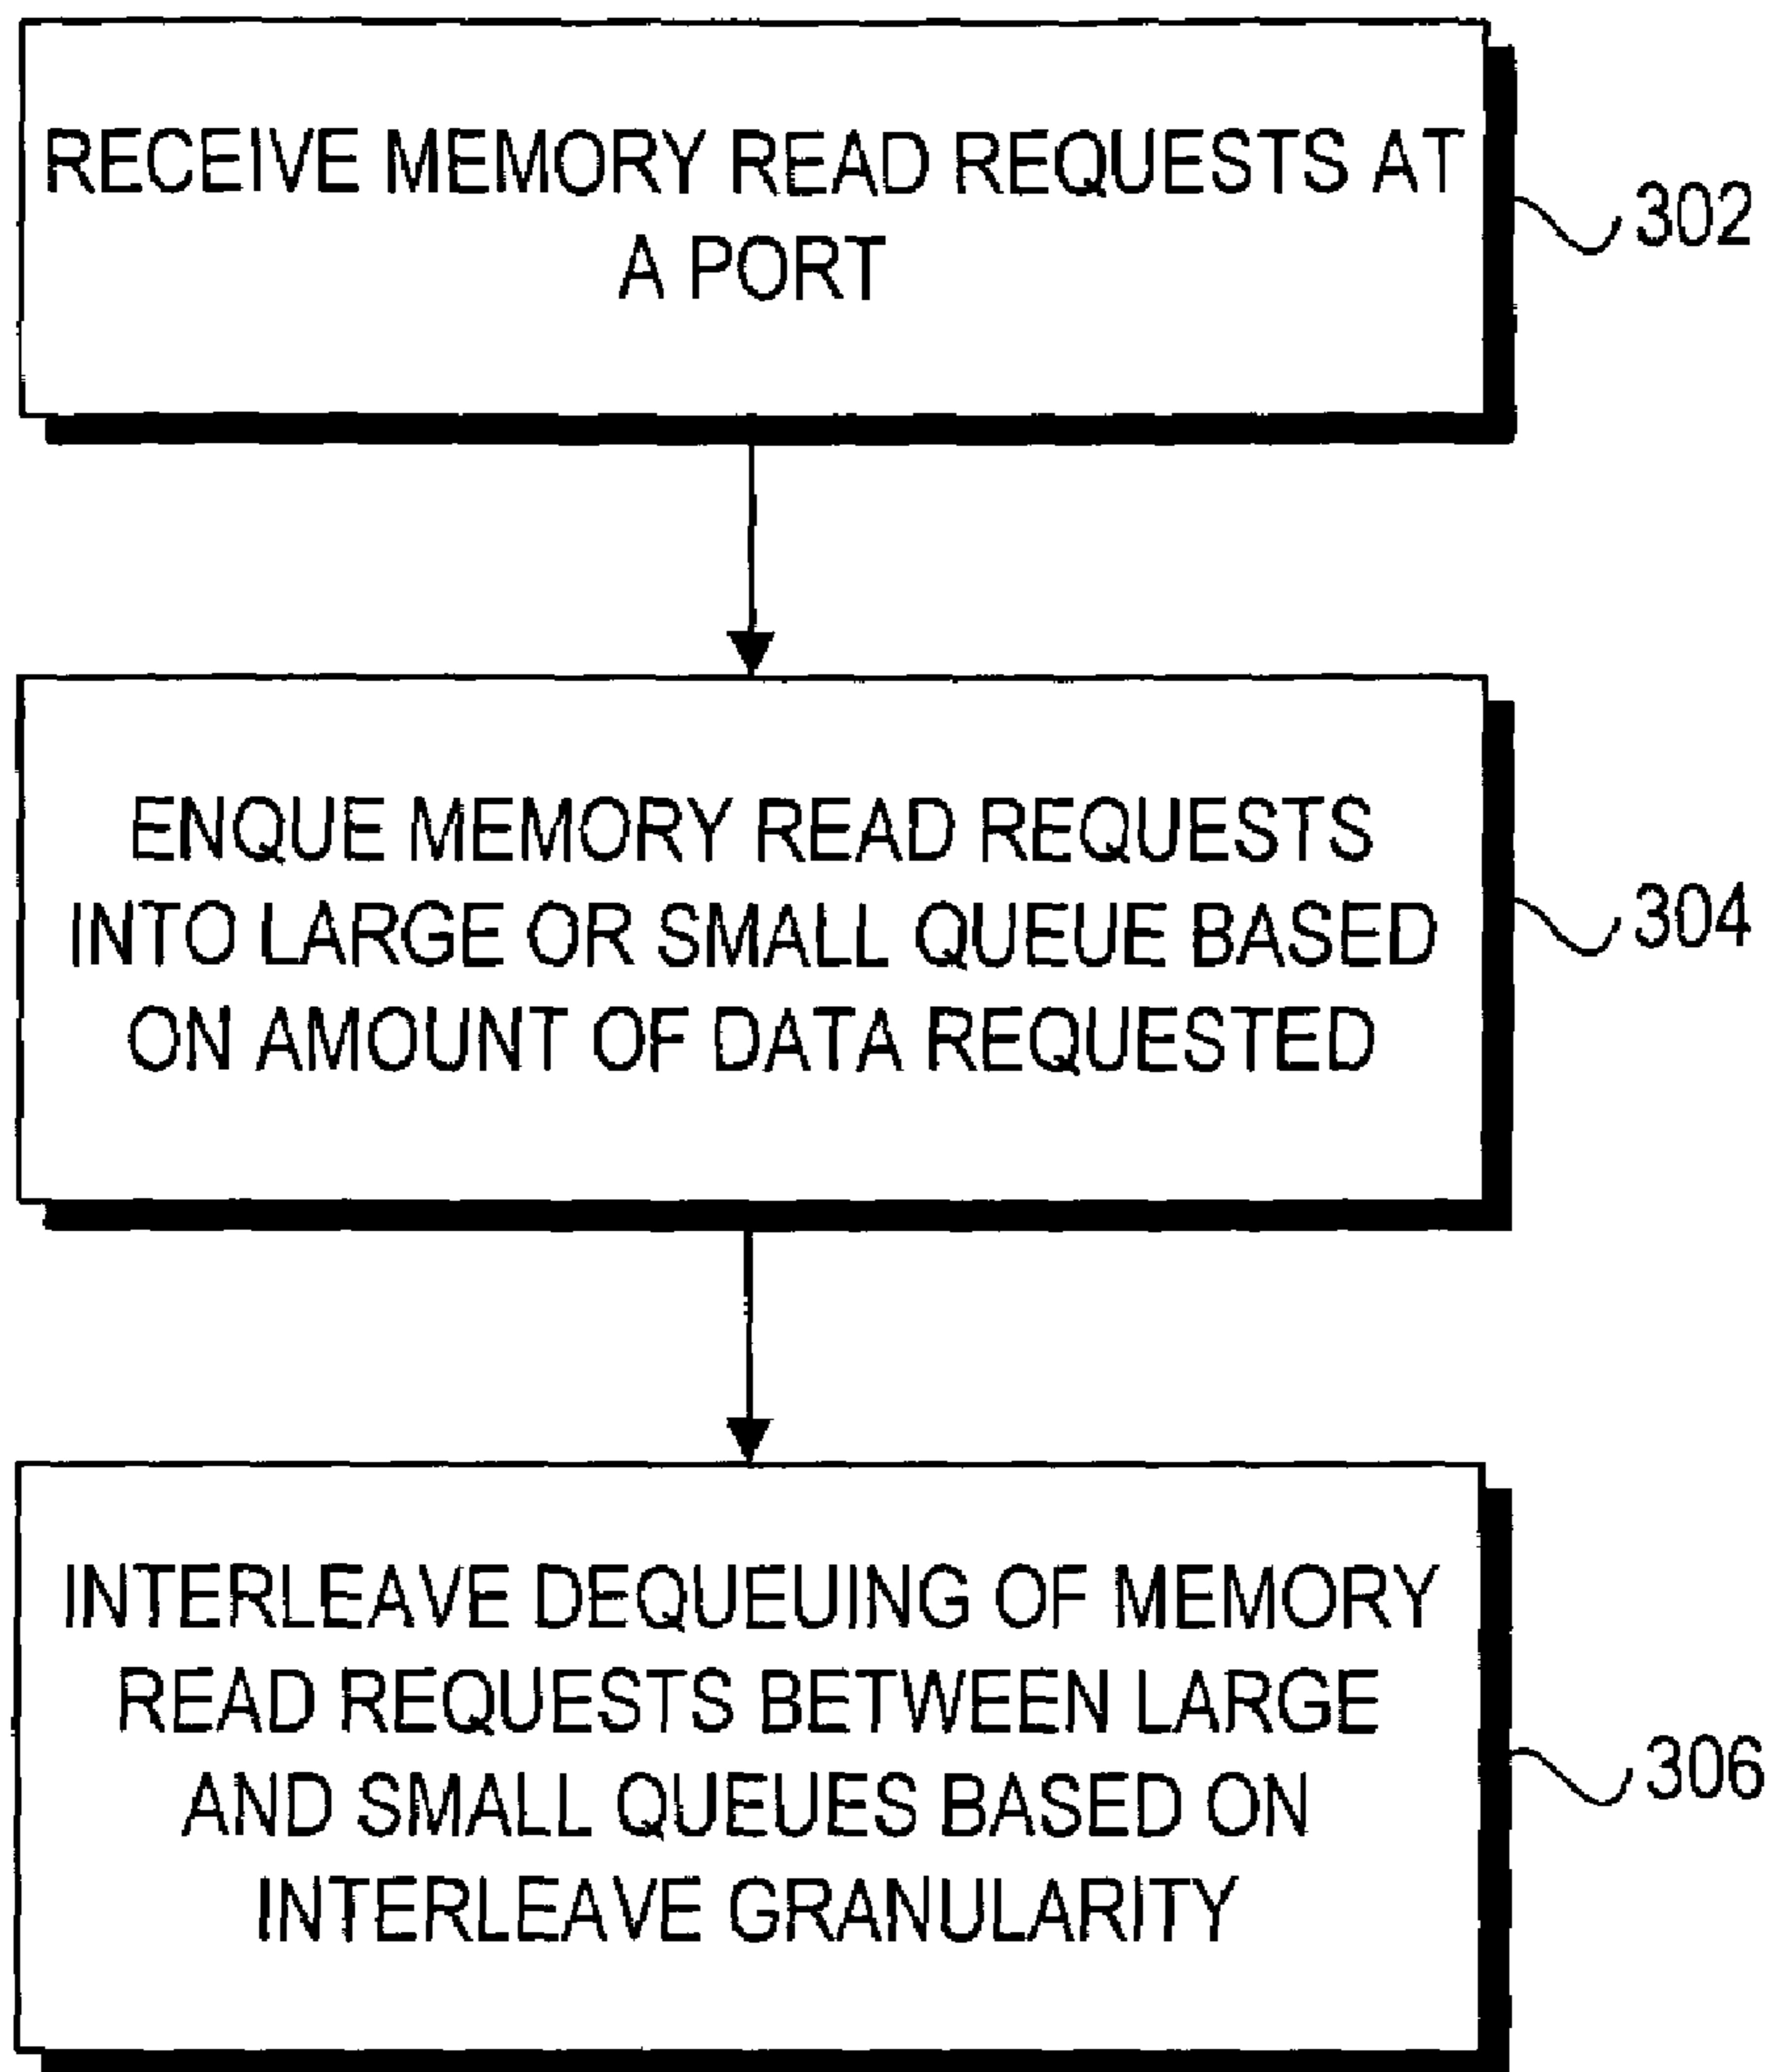 RECEIVE MEMORY READ REQUESTS AT
A PORT
302
ENQUE MEMORY READ REQUESTS
INTO LARGE OR SMALL QUEUE BASED
ON AMOUNT OF DATA REQUESTED
304
INTERLEAVE DEQUEUING OF MEMORY
READ REQUESTS BETWEEN LARGE
AND SMALL QUEUES BASED ON
INTERLEAVE GRANULARITY
306